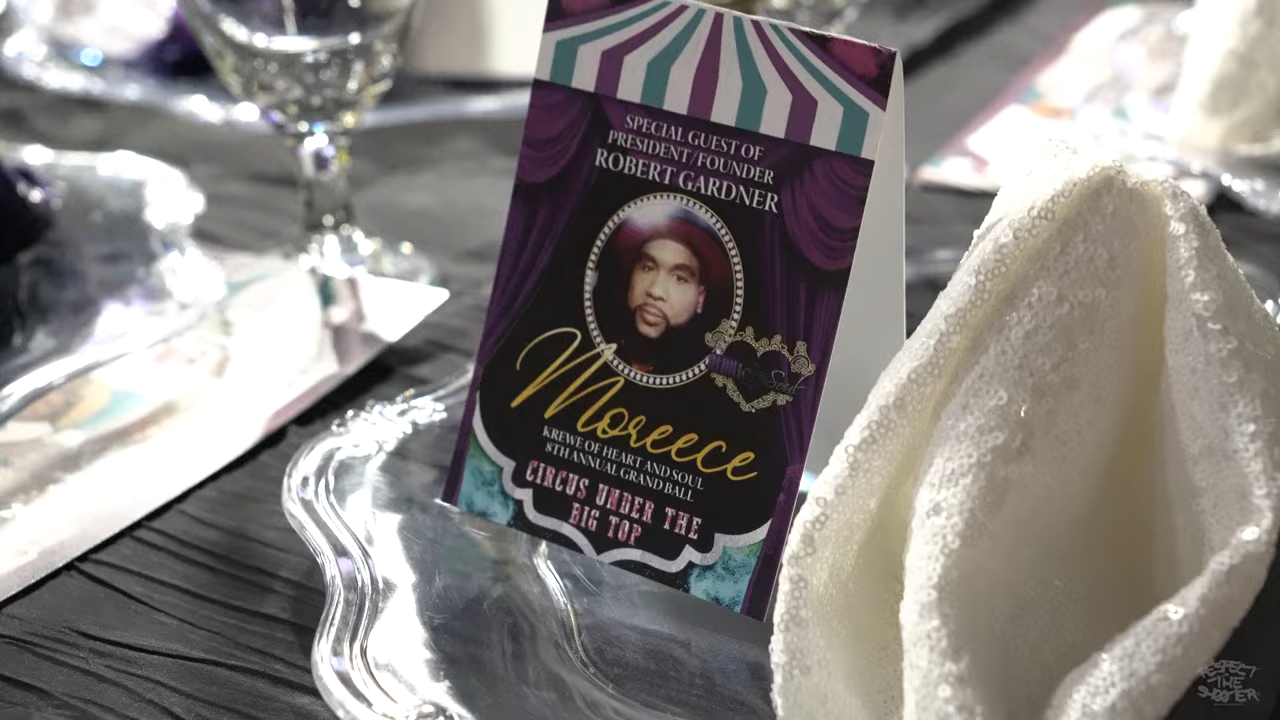 SPECIAL GUEST OF
PRESIDENT/FOUNDER
ROBERT GARDNER
Soul
Moreece
KREWE OF HEART AND SOUL
8TH ANNUAL GRAND BALL
CIRCUS UNDER THE
BIG TOP
RESPECT
THE
SHOOTER